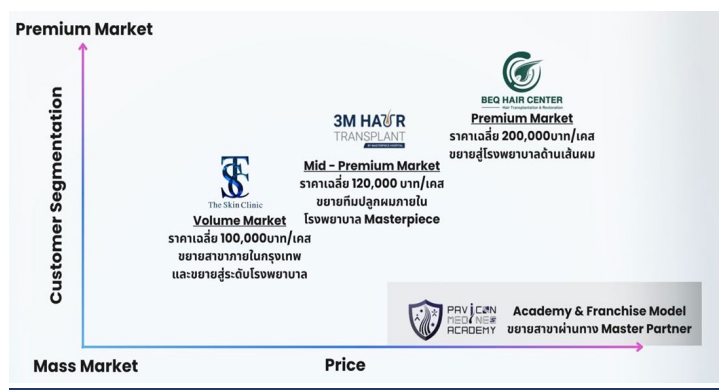 Premium Market
Customer Segmentation
BEQ HAIR CENTER
Hair Transplantation & Restoration
Premium Market
ราคาเฉลี่ย 200,000บาท/เคส
ขยายสู่โรงพยาบาลด้านเส้นผม
3M HAIR
TRANSPLANT
BY MASTERPIECE HOSPITAL
Mid - Premium Market
ราคาเฉลี่ย 120,000 บาท/เคส
ขยายทีมปลูกผมภายใน
โรงพยาบาล Masterpiece
The Skin Clinic
Volume Market
ราคาเฉลี่ย 100,000บาท/เคส
ขยายสาขาภายในกรุงเทพ
และขยายสู่ระดับโรงพยาบาล
PAVICON
MEDINES
ACADEMY
Academy & Franchise Model
ขยายสาขาผ่านทาง Master Partner
Mass Market
Price